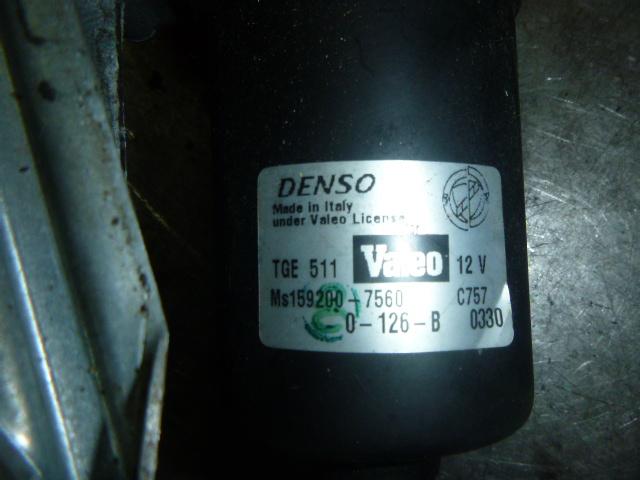 DENSO
Made in Italy
under Valeo License
TGE 511 Valeo 12 V
Ms159200-7560 C757
0-126-B 0330